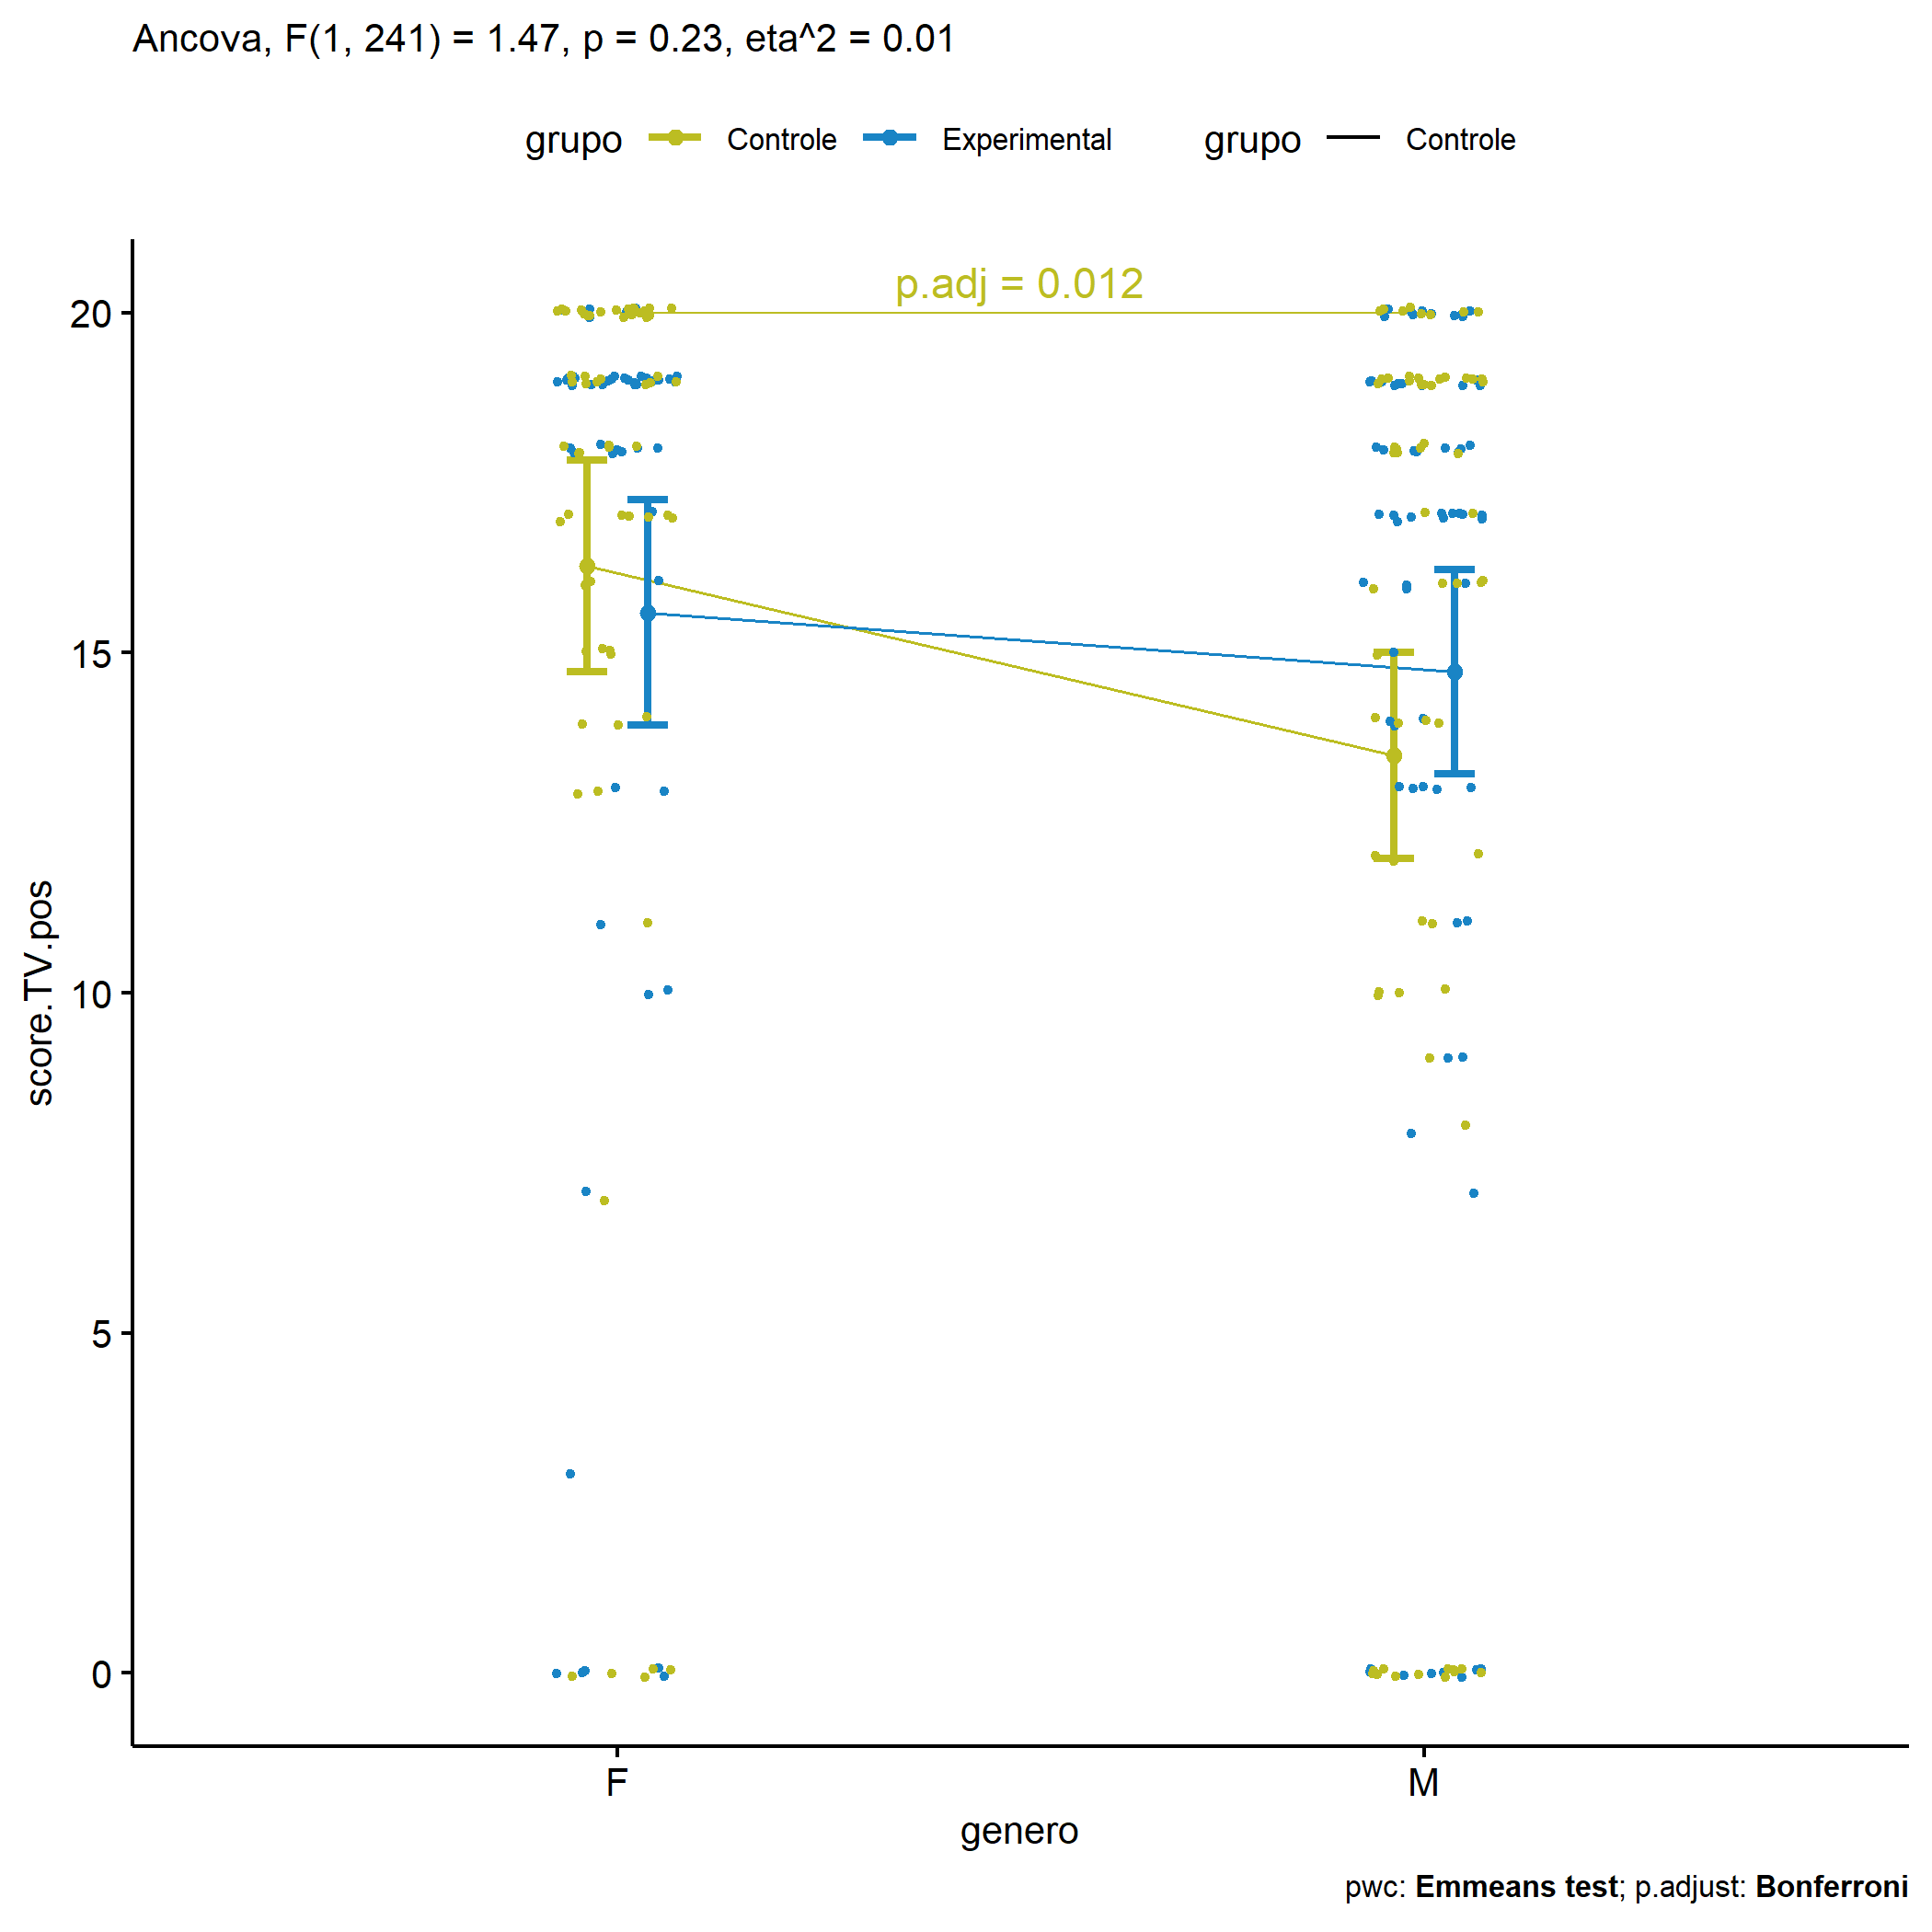 Ancova, F(1, 241) = 1.47, p = 0.23, eta^2 = 0.01
grupo Controle Experimental grupo Controle
p.adj = 0.012
20
15
10
5
0
score.TV.pos
F M
genero
pwc: Emmeans test; p.adjust: Bonferroni